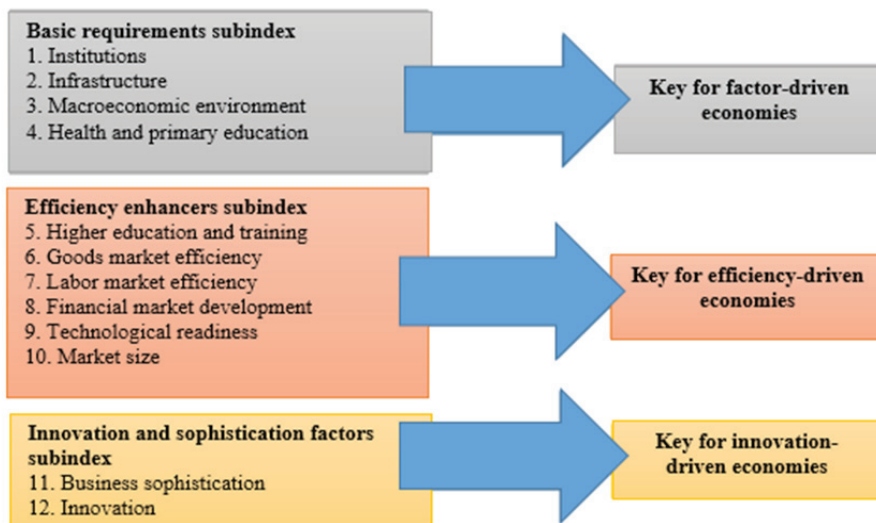 Basic requirements subindex
1. Institutions
2. Infrastructure
3. Macroeconomic environment
4. Health and primary education
Key for factor-driven
economies
Efficiency enhancers subindex
5. Higher education and training
6. Goods market efficiency
7. Labor market efficiency
8. Financial market development
9. Technological readiness
10. Market size
Key for efficiency-driven
economies
Innovation and sophistication factors
subindex
11. Business sophistication
12. Innovation
Key for innovation-
driven economies